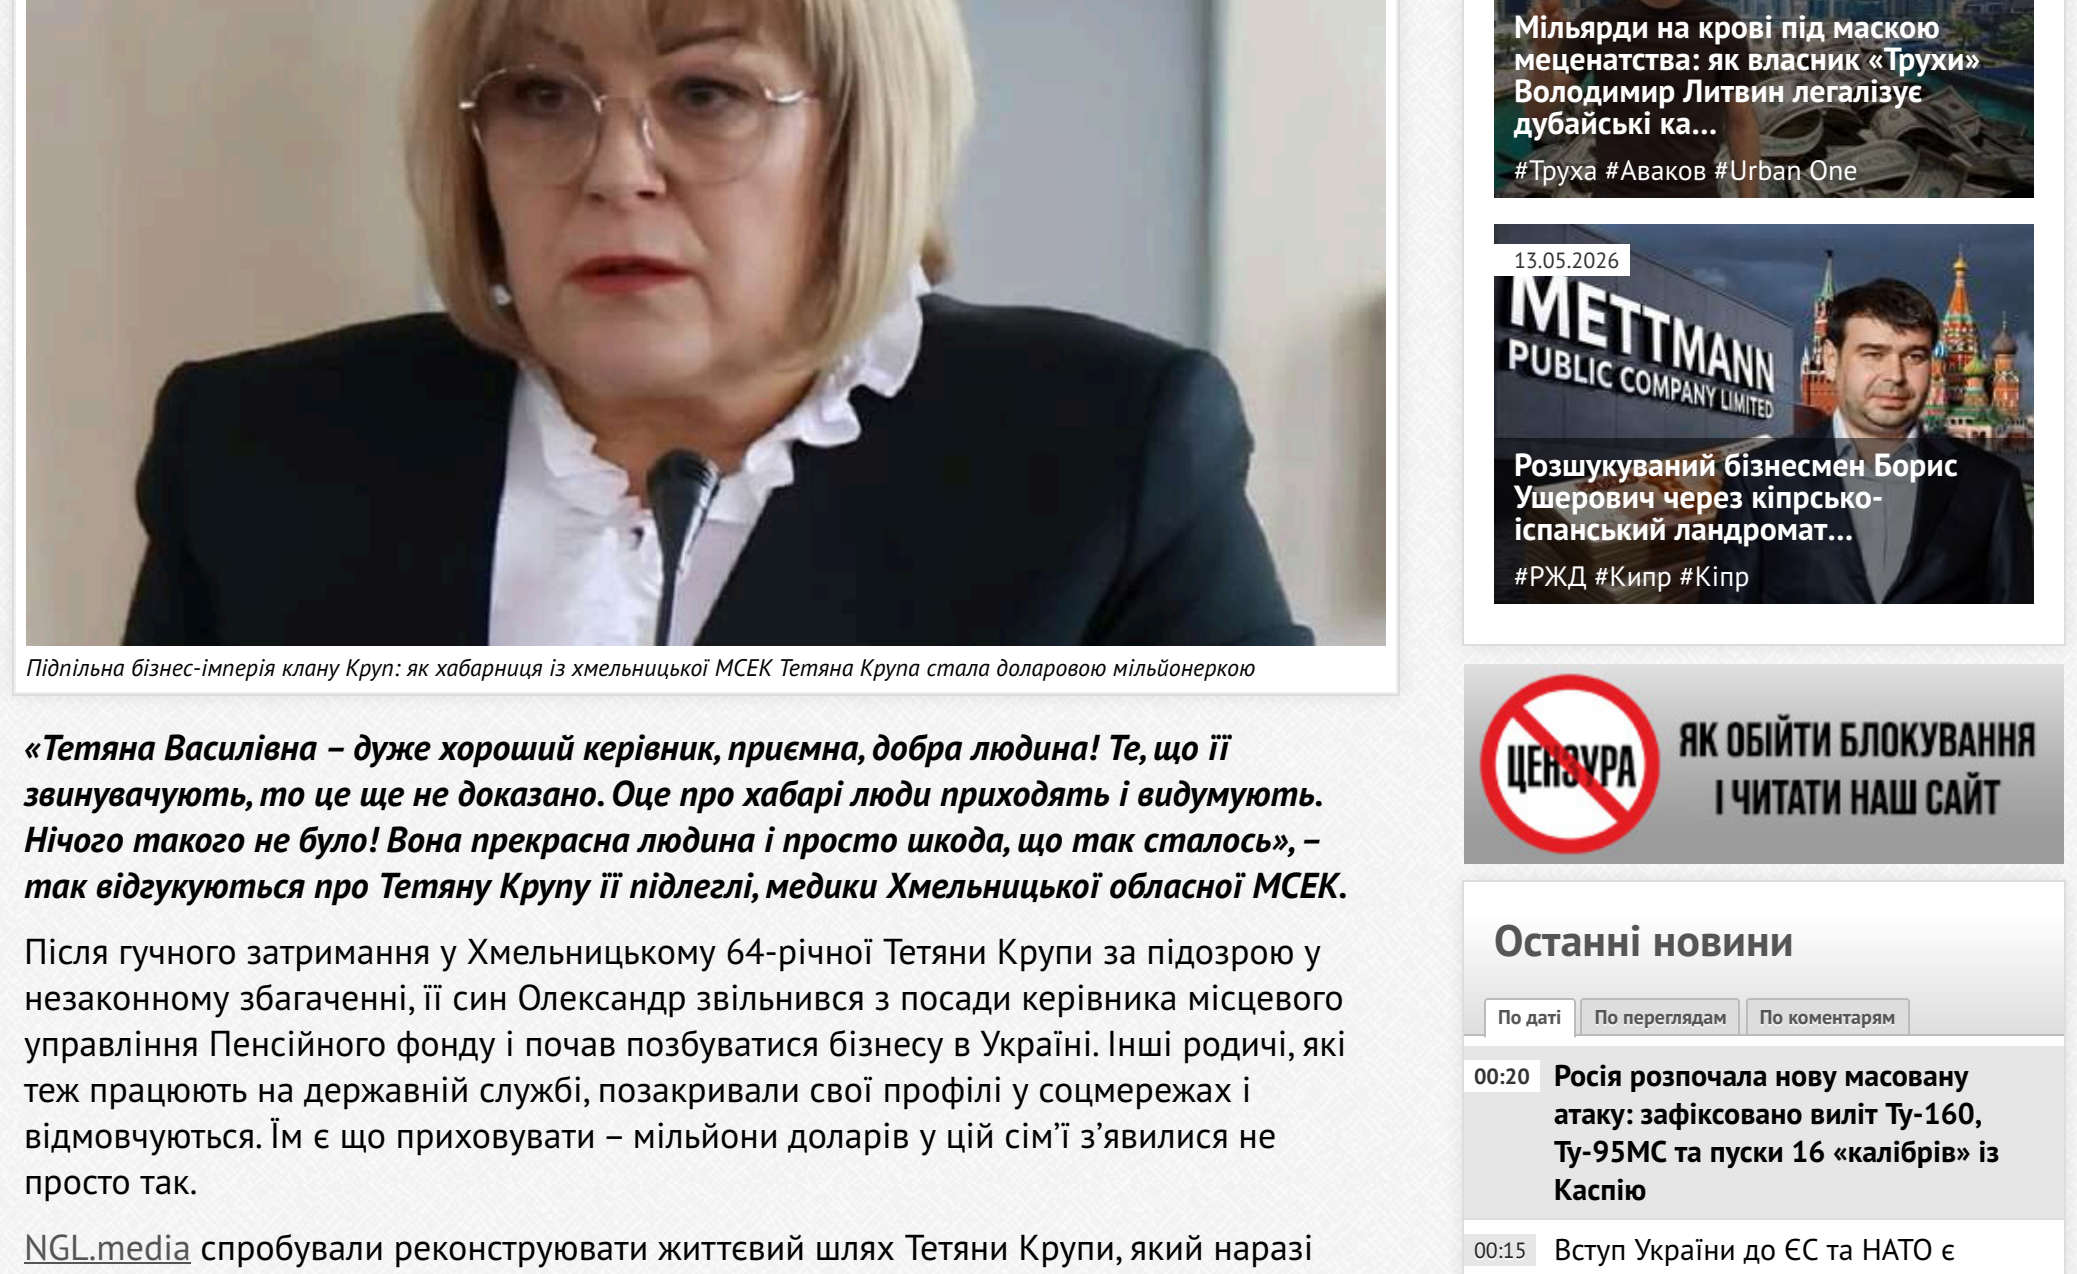 Підпільна бізнес-імперія клану Круп: як хабарниця із хмельницької МСЕК Тетяна Крупа стала доларовою мільйонеркою
«Тетяна Василівна – дуже хороший керівник, приємна, добра людина! Те, що її
звинувачують, то це ще не доказано. Оце про хабарі люди приходять і видумують.
Нічого такого не було! Вона прекрасна людина і просто шкода, що так сталось», –
так відгукуються про Тетяну Крупу її підлеглі, медики Хмельницької обласної МСЕК.
Після гучного затримання у Хмельницькому 64-річної Тетяни Крупи за підозрою у
незаконному збагаченні, її син Олександр звільнився з посади керівника місцевого
управління Пенсійного фонду і почав позбуватися бізнесу в Україні. Інші родичі, які
теж працюють на державній службі, позакривали свої профілі у соцмережах і
відмовчуються. Їм є що приховувати – мільйони доларів у цій сім’ї з’явилися не
просто так.
NGL.media спробували реконструювати життєвий шлях Тетяни Крупи, який наразі
Мільярди на крові під маскою
меценатства: як власник «Трухи»
Володимир Литвин легалізує
дубайські ка...
#Труха #Аваков #Urban One
13.05.2026
METTMANN
PUBLIC COMPANY LIMITED
Розшукуваний бізнесмен Борис
Ушерович через кіпрсько-
іспанський ландромат...
#РЖД #Кипр #Кіпр
ЦЕНЗУРА
ЯК ОБІЙТИ БЛОКУВАННЯ
І ЧИТАТИ НАШ САЙТ
Останні новини
По даті По переглядам По коментарям
00:20 Росія розпочала нову масовану
атаку: зафіксовано виліт Ту-160,
Ту-95МС та пуски 16 «калібрів» із
Каспію
00:15 Вступ України до ЄС та НАТО є